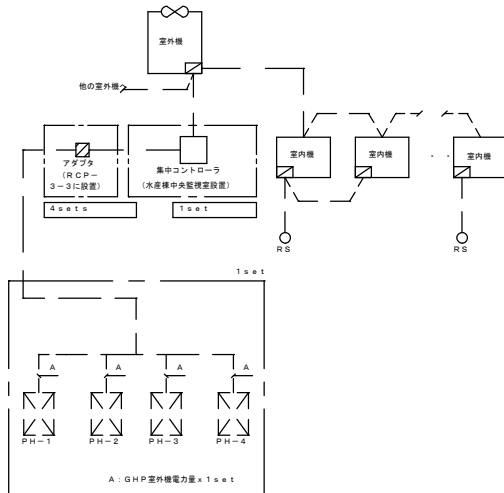 室外機
他の室外機へ
アダプタ
(RCP-
3-3に設置)
集中コントローラ
(水産棟中央監視室設置)
室内機
室内機
・・
室内機
4sets
1set
RS
RS
1set
A
A
A
A
PH-1
PH-2
PH-3
PH-4
A:GHP室外機電力量x1set